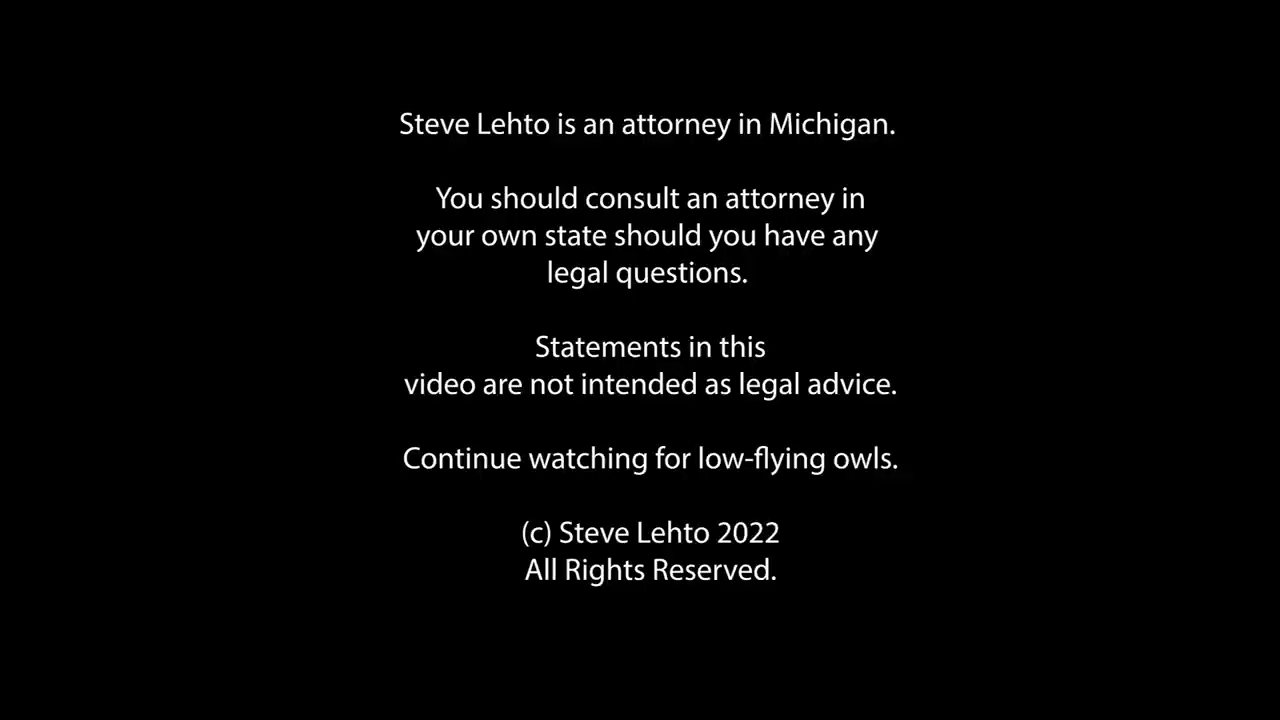 Steve Lehto is an attorney in Michigan.
You should consult an attorney in
your own state should you have any
legal questions.
Statements in this
video are not intended as legal advice.
Continue watching for low-flying owls.
(c) Steve Lehto 2022
All Rights Reserved.